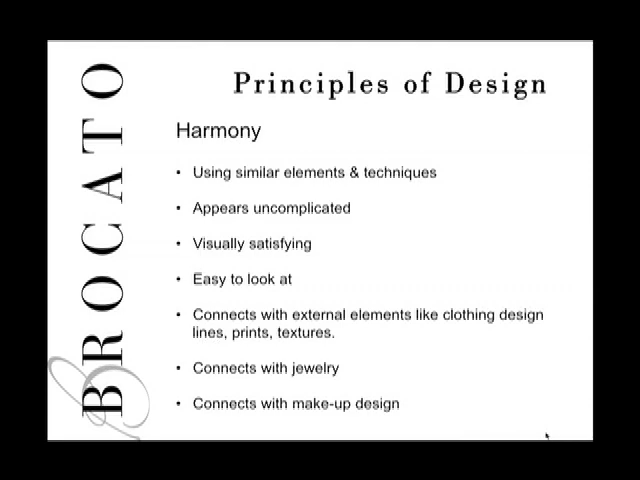 BROCATO
Principles of Design
Harmony
• Using similar elements & techniques
• Appears uncomplicated
• Visually satisfying
• Easy to look at
• Connects with external elements like clothing design
lines, prints, textures.
• Connects with jewelry
• Connects with make-up design